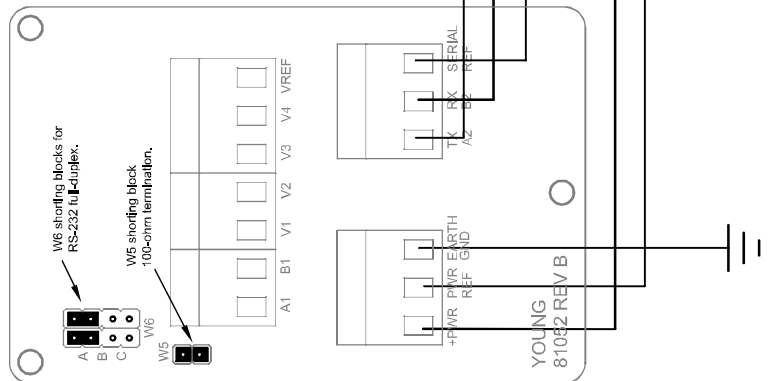 W6 shorting blocks for
RS-232 full-duplex.
W5 shorting block
100-ohm termination.
A
B
C
W6
W5
VREF
V4
V3
V2
V1
B1
A1
SERIAL
REF
RX
B2
TX
A2
EARTH
GND
PWR
REF
+PWR
YOUNG
81052 REV B